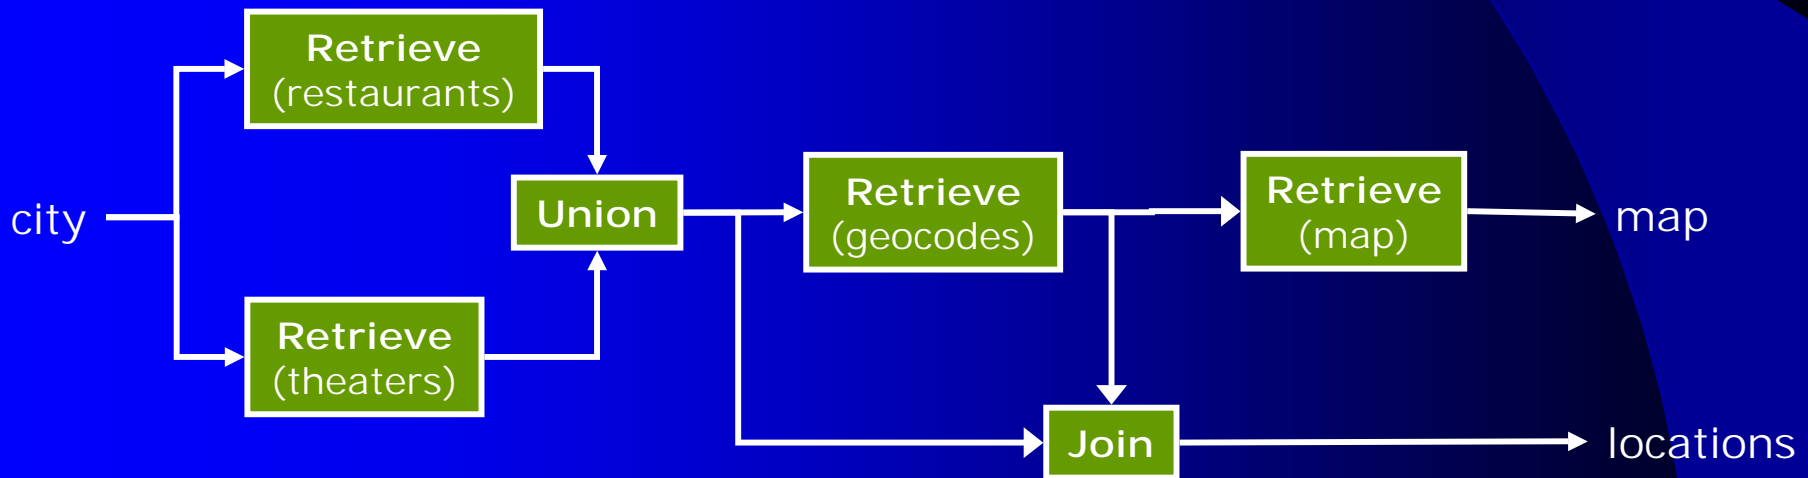 Retrieve
(restaurants)
city
Union
Retrieve
(geocodes)
Retrieve
(map)
map
Retrieve
(theaters)
Join
locations